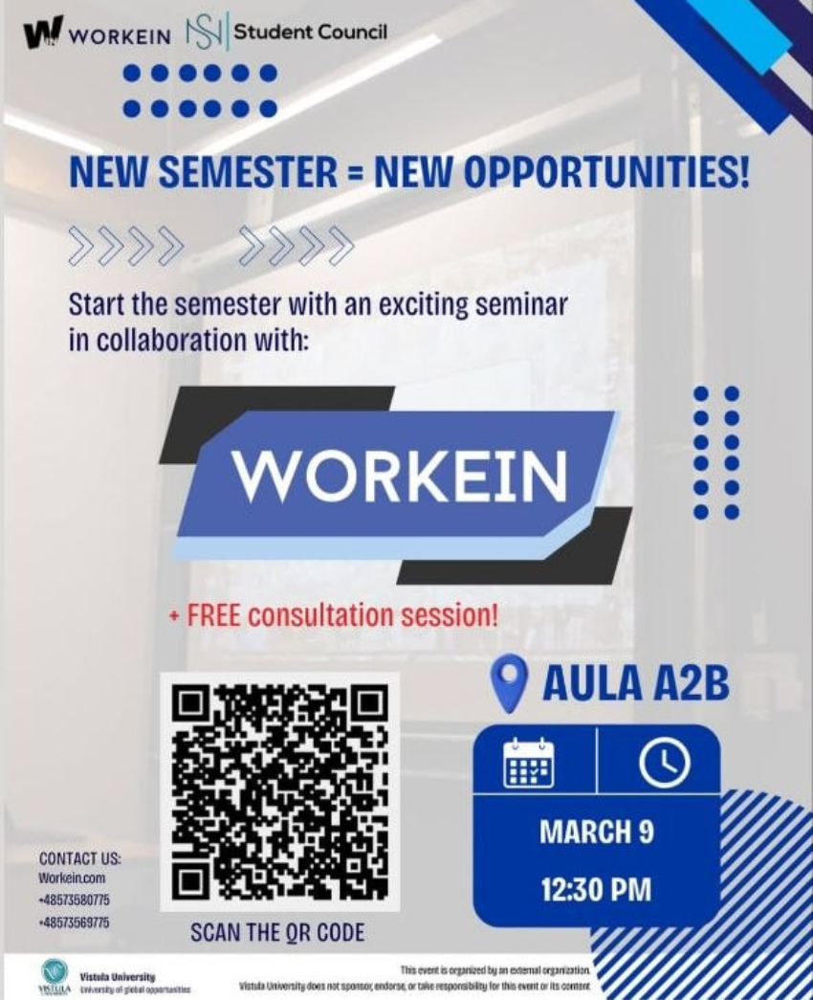 WORKEIN Student Council
NEW SEMESTER = NEW OPPORTUNITIES!
Start the semester with an exciting seminar
in collaboration with:
WORKEIN
+ FREE consultation session!
AULA A2B
MARCH 9
12:30 PM
CONTACT US:
Workein.com
+48573580775
+48573569775
SCAN THE QR CODE
VISTULA
Vistula University
University of global opportunities
This event is organized by an external organization.
Vistula University does not sponsor, endorse, or take responsibility for this event or its content